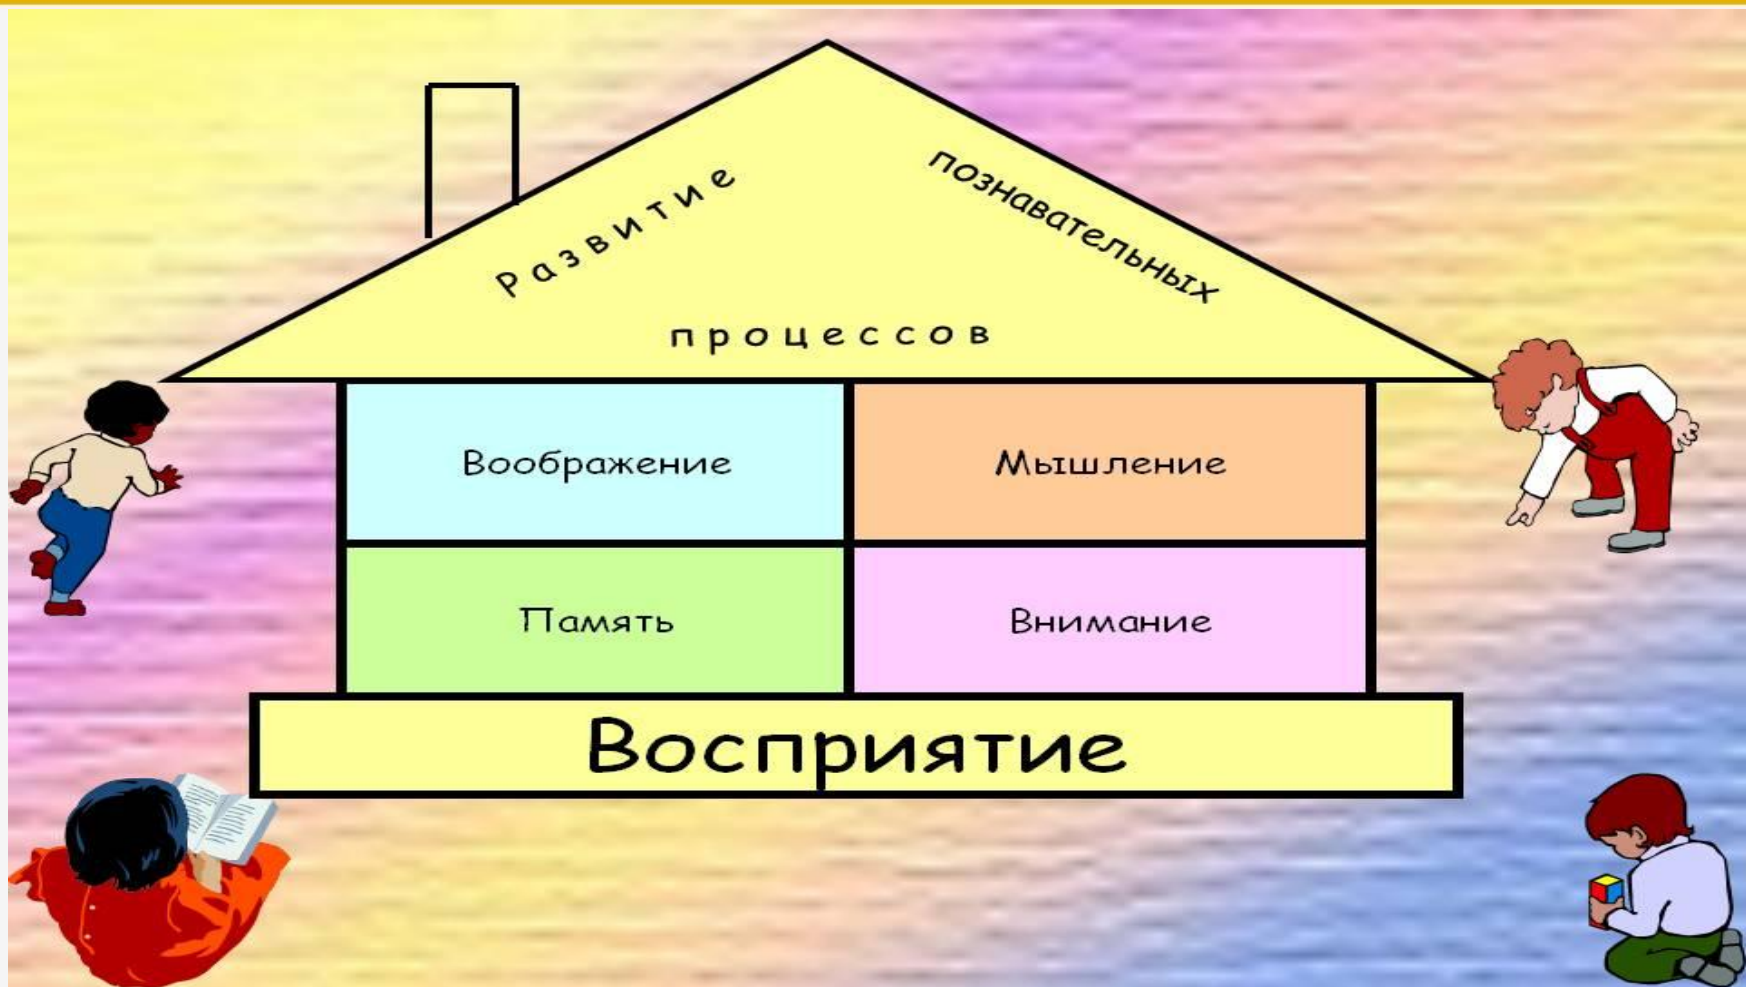 Развитие
познавательных
процессов
Воображение
Мышление
Память
Внимание
Восприятие